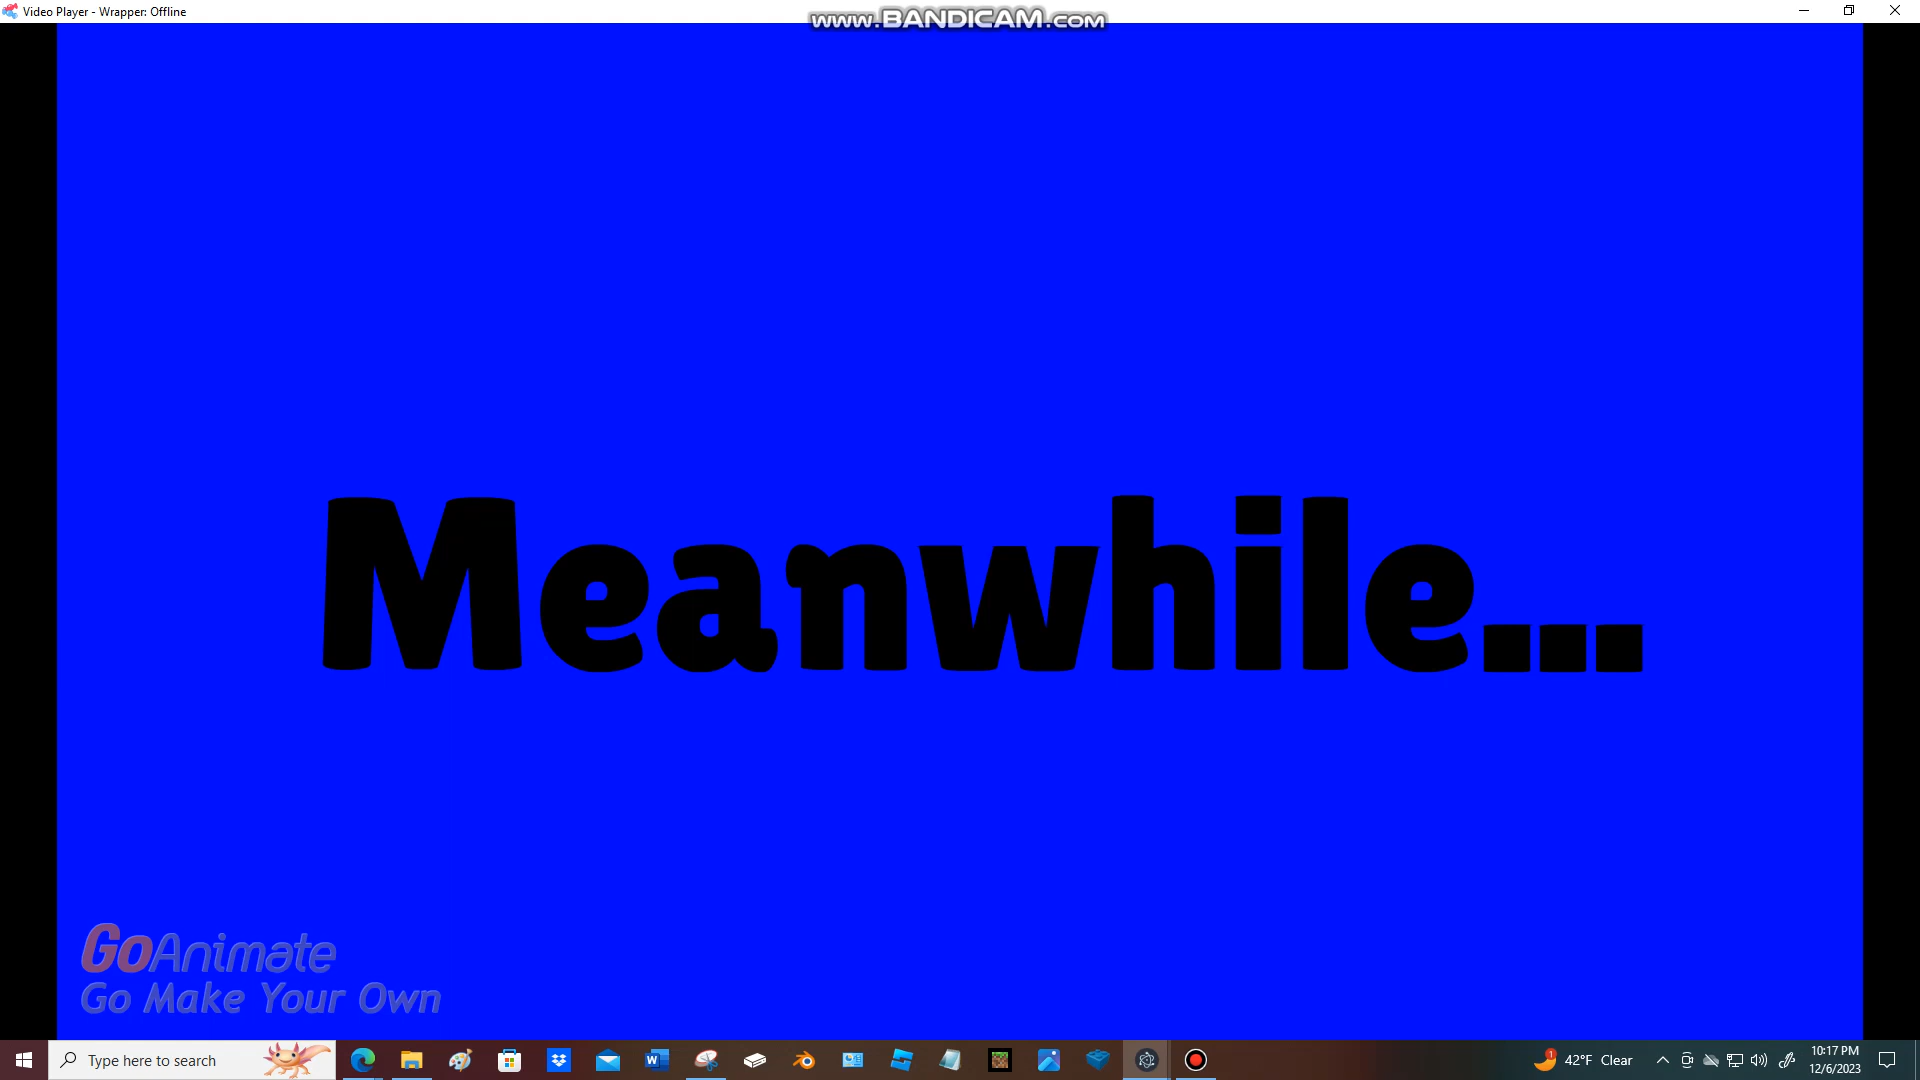 Video Player - Wrapper: Offline
www.BANDICAM.com
Meanwhile...
GoAnimate
Go Make Your Own
Type here to search
1
42°F Clear
10:17 PM
12/6/2023